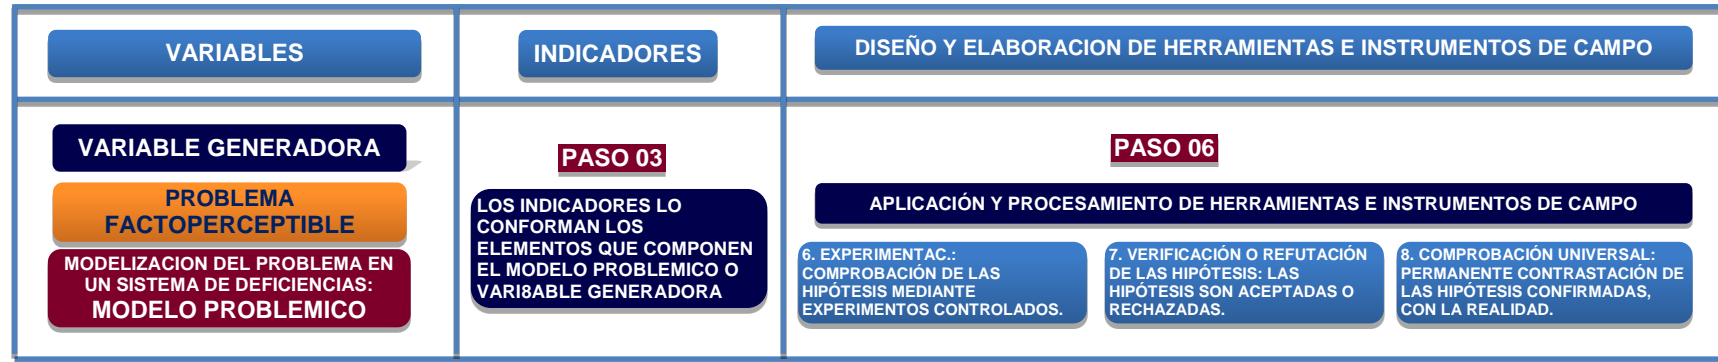 VARIABLES
INDICADORES
DISEÑO Y ELABORACION DE HERRAMIENTAS E INSTRUMENTOS DE CAMPO
VARIABLE GENERADORA
PROBLEMA
FACTOPERCEPTIBLE
MODELIZACION DEL PROBLEMA EN
UN SISTEMA DE DEFICIENCIAS:
MODELO PROBLEMICO
PASO 03
LOS INDICADORES LO
CONFORMAN LOS
ELEMENTOS QUE COMPONEN
EL MODELO PROBLEMICO O
VARI8ABLE GENERADORA
PASO 06
APLICACIÓN Y PROCESAMIENTO DE HERRAMIENTAS E INSTRUMENTOS DE CAMPO
6. EXPERIMENTAC.:
COMPROBACIÓN DE LAS
HIPÓTESIS MEDIANTE
EXPERIMENTOS CONTROLADOS.
7. VERIFICACIÓN O REFUTACIÓN
DE LAS HIPÓTESIS: LAS
HIPÓTESIS SON ACEPTADAS O
RECHAZADAS.
8. COMPROBACIÓN UNIVERSAL:
PERMANENTE CONTRASTACIÓN DE
LAS HIPÓTESIS CONFIRMADAS,
CON LA REALIDAD.